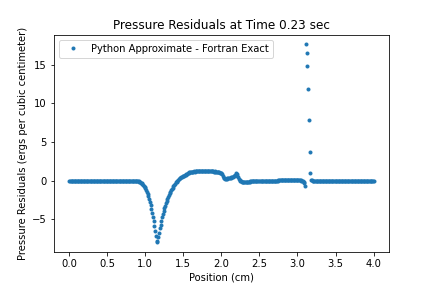 Pressure Residuals at Time 0.23 sec
Python Approximate - Fortran Exact
Pressure Residuals (ergs per cubic centimeter)
15
10
5
0
−5
0.0 0.5 1.0 1.5 2.0 2.5 3.0 3.5 4.0
Position (cm)